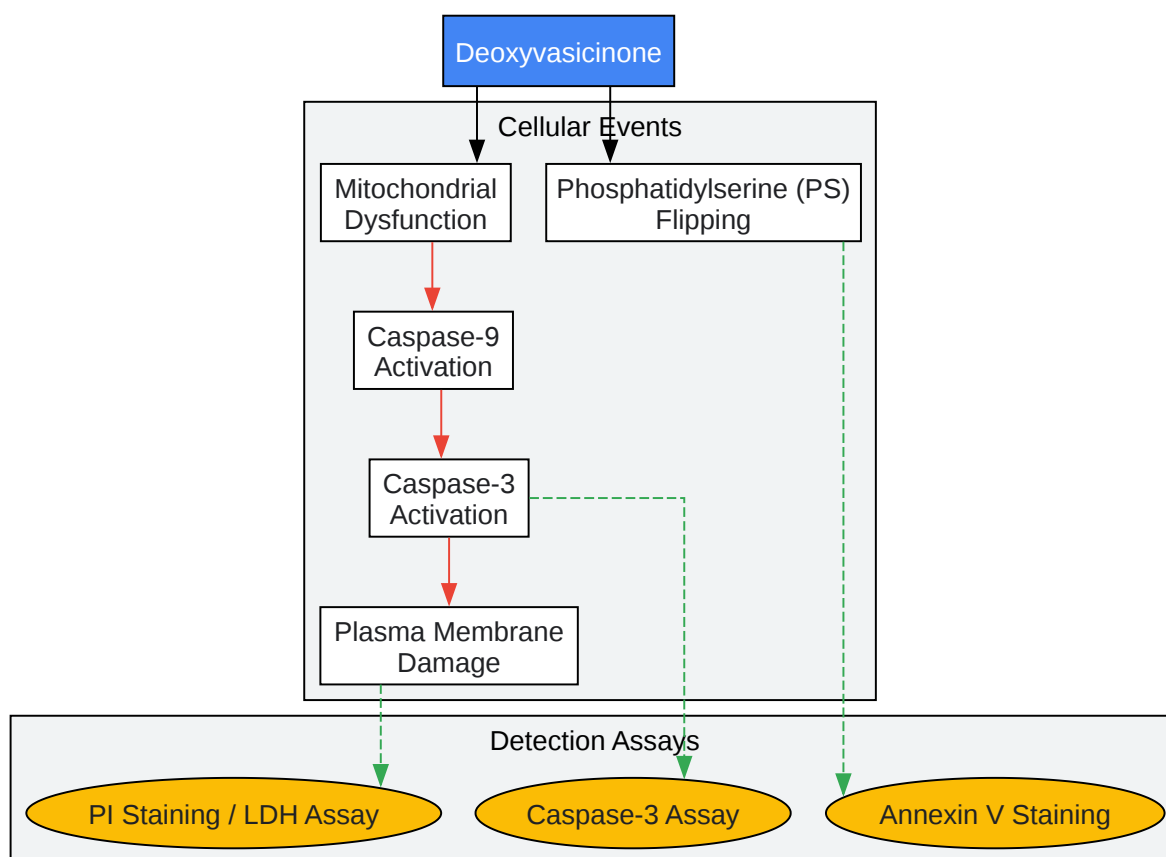 Deoxyvasicinone
Cellular Events
Mitochondrial
Dysfunction
Phosphatidylserine (PS)
Flipping
Caspase-9
Activation
Caspase-3
Activation
Plasma Membrane
Damage
Detection Assays
PI Staining / LDH Assay
Caspase-3 Assay
Annexin V Staining